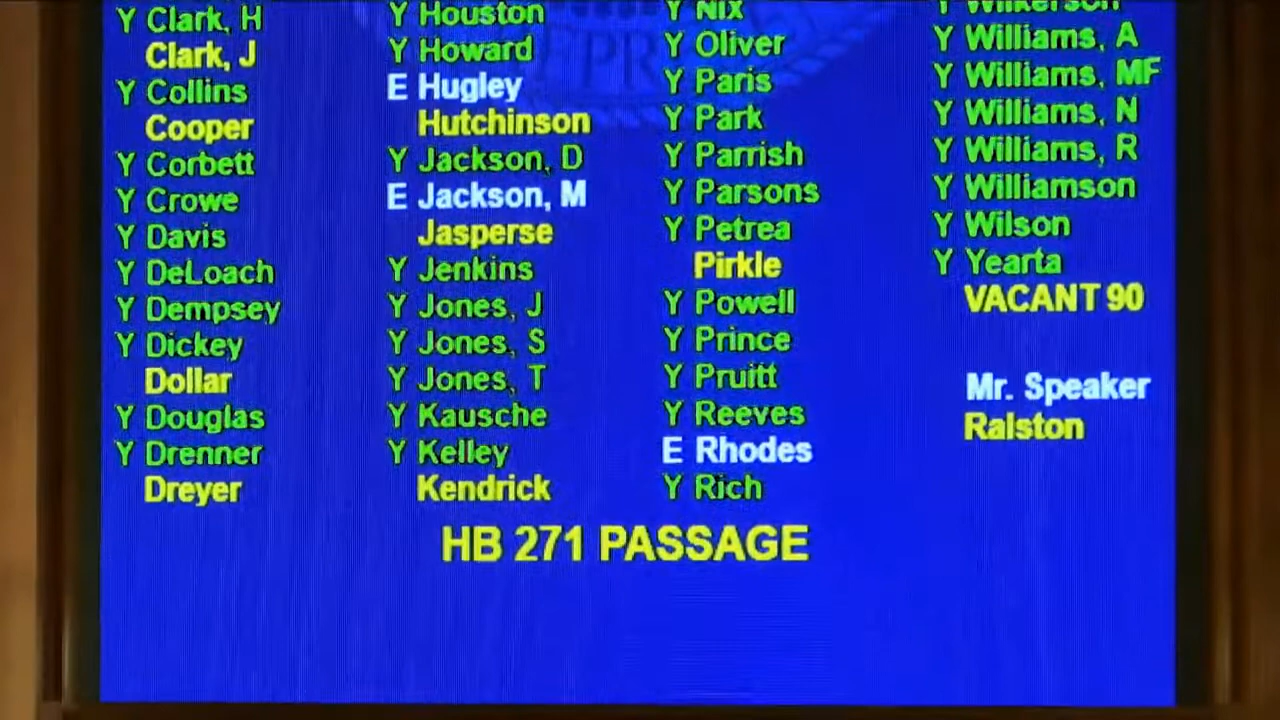 Y Clark, H
Clark, J
Y Collins
Cooper
Y Corbett
Y Crowe
Y Davis
Y DeLoach
Y Dempsey
Y Dickey
Dollar
Y Douglas
Y Drenner
Dreyer
Y Houston
Y Howard
E Hugley
Hutchinson
Y Jackson, D
E Jackson, M
Jasperse
Y Jenkins
Y Jones, J
Y Jones, S
Y Jones, T
Y Kausche
Y Kelley
Kendrick
Y Nix
Y Oliver
Y Paris
Y Park
Y Parrish
Y Parsons
Y Petrea
Pirkle
Y Powell
Y Prince
Y Pruitt
Y Reeves
E Rhodes
Y Rich
Y Wilkerson
Y Williams, A
Y Williams, MF
Y Williams, N
Y Williams, R
Y Williamson
Y Wilson
Y Yearta
VACANT 90
Mr. Speaker
Ralston
HB 271 PASSAGE